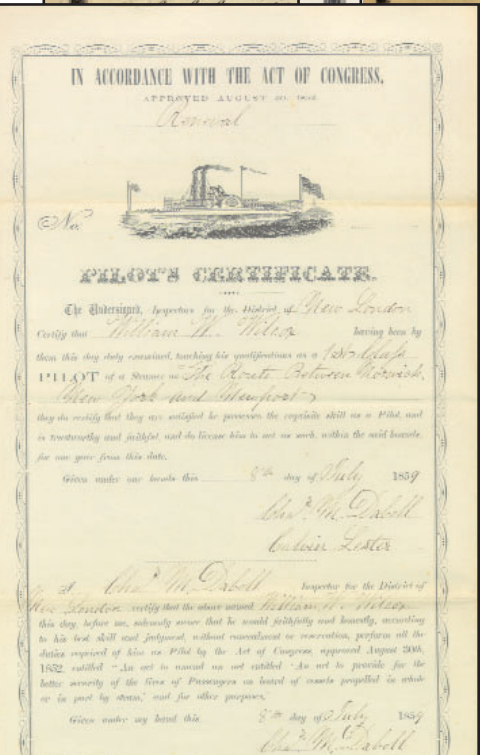 IN ACCORDANCE WITH THE ACT OF CONGRESS,
APPROVED AUGUST 30, 1852.
Renewal
No.
PILOT'S CERTIFICATE.
The Undersigned, Inspectors for the District of New London
Certify that William W. Wilcox having been by
them this day duly examined, touching his qualifications as a 1st Class
PILOT of a Steamer on The Route Between Norwich,
New York and Newport
they do certify that they are satisfied he possesses the requisite skill as a Pilot, and
is trustworthy and faithful, and do license him to act as such, within the said bounds,
for one year from this date.
Given under our hands this 8th day of July 1859
Chas. M. Daboll
Calvin Lester
I, Chas. M. Daboll Inspector for the District of
New London certify that the above named William W. Wilcox
this day, before me, solemnly swore that he would faithfully and honestly, according
to his best skill and judgment, without concealment or reservation, perform all the
duties required of him as Pilot by the Act of Congress, approved August 30th,
1852, entitled "An act to amend an act entitled 'An act to provide for the
better security of the lives of Passengers on board of vessels propelled in whole
or in part by steam,' and for other purposes."
Given under my hand this 8th day of July 1859
Chas. M. Daboll